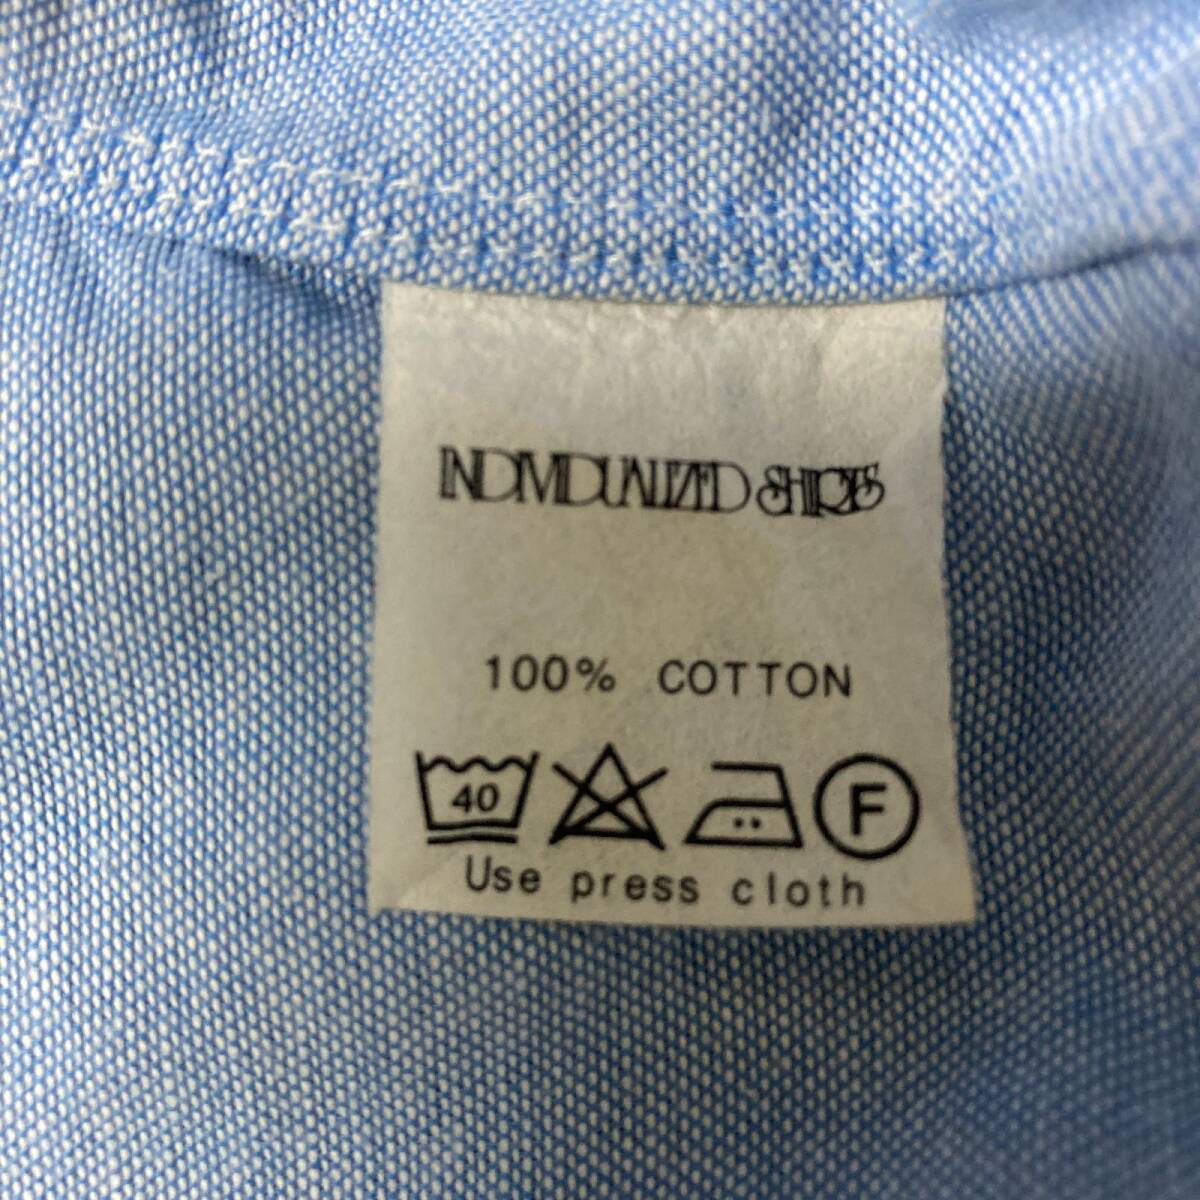 INDIVIDUALIZED SHIRTS
100% COTTON
40 F
Use press cloth